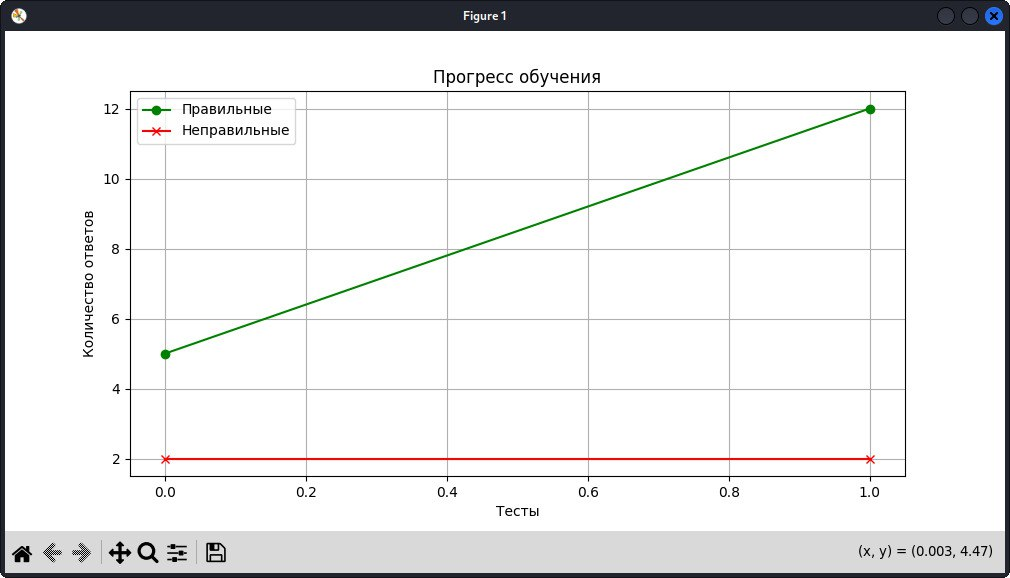 Figure 1
Прогресс обучения
Правильные
Неправильные
Количество ответов
12
10
8
6
4
2
0.0 0.2 0.4 0.6 0.8 1.0
Тесты
(x, y) = (0.003, 4.47)